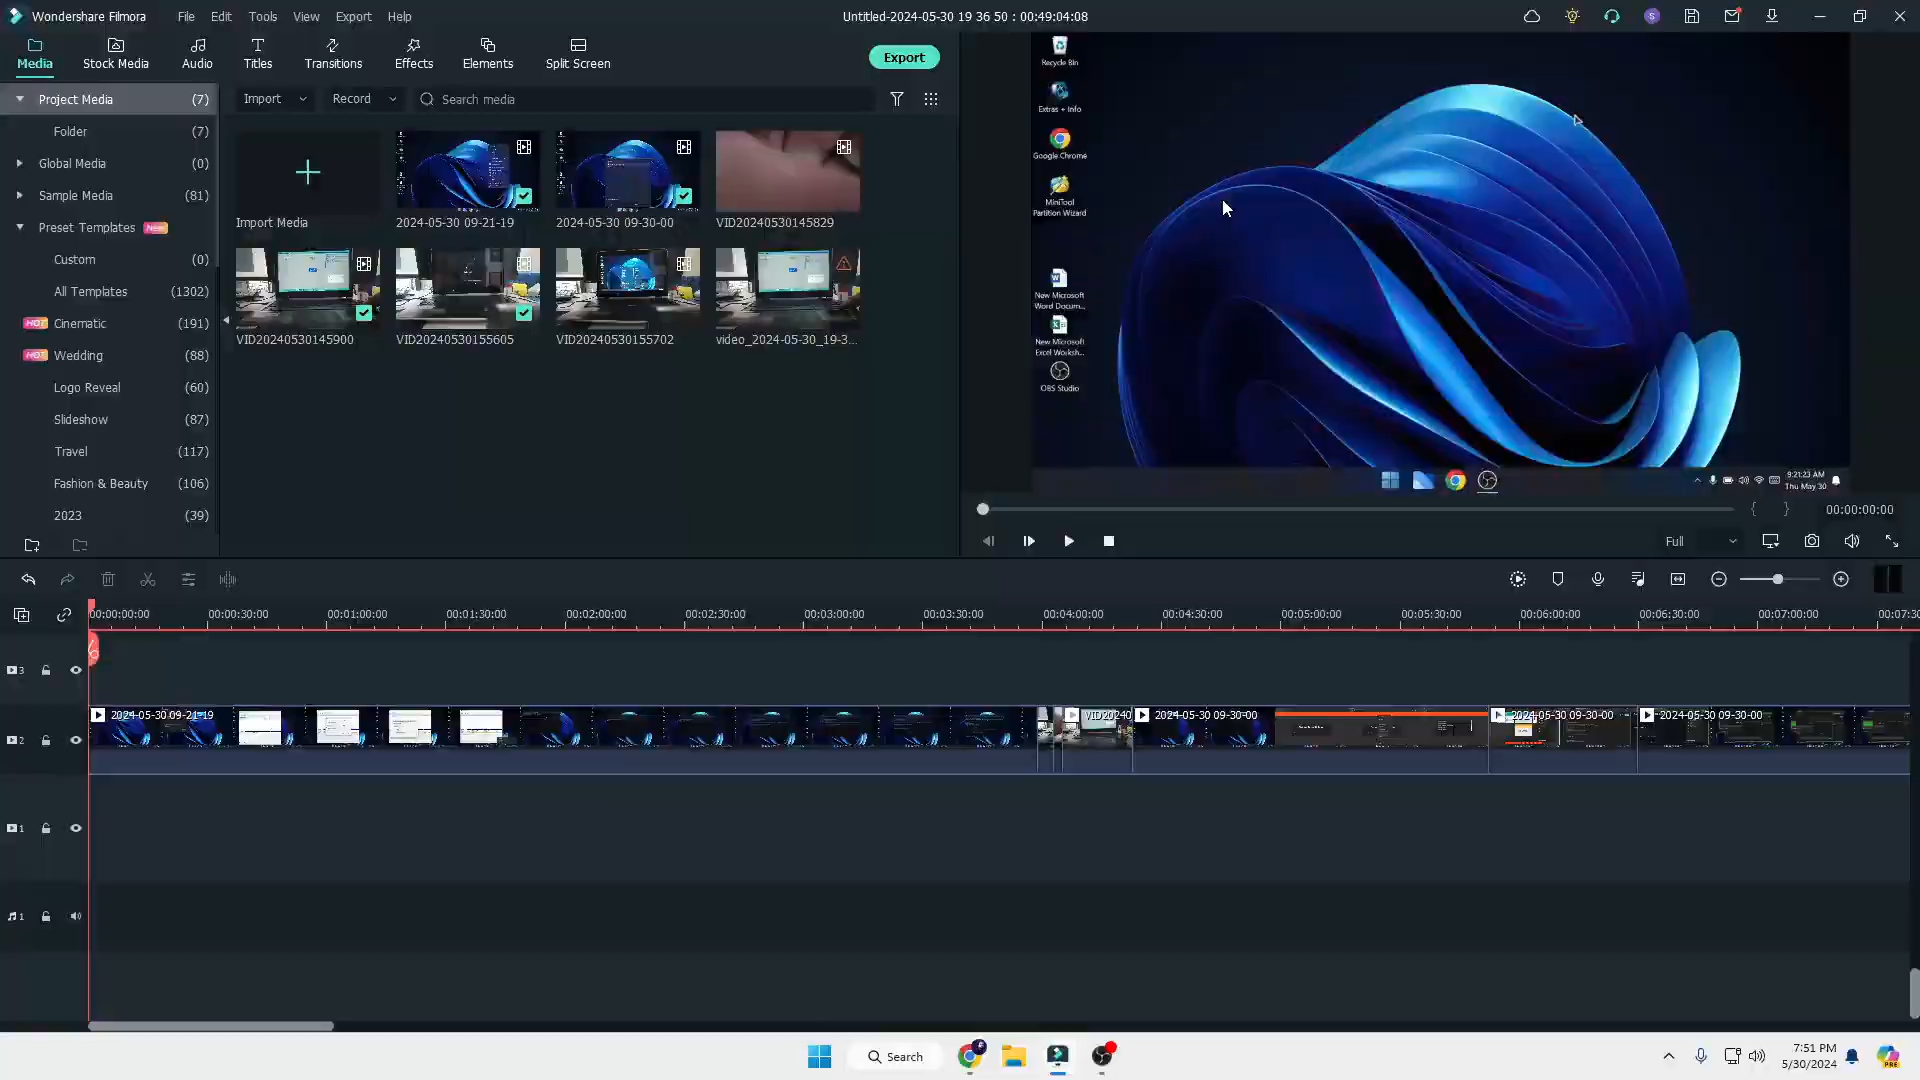 Wondershare Filmora File Edit Tools View Export Help Untitled-2024-05-30 19 36 50 : 00:49:04:08
Media Stock Media Audio Titles Transitions Effects Elements Split Screen Export
Project Media (7)
Folder (7)
Global Media (0)
Sample Media (81)
Preset Templates New
Custom (0)
All Templates (1302)
HOT Cinematic (191)
HOT Wedding (88)
Logo Reveal (60)
Slideshow (87)
Travel (117)
Fashion & Beauty (106)
2023 (39)
Import Record Search media
Import Media 2024-05-30 09-21-19 2024-05-30 09-30-00 VID20240530145829
VID20240530145900 VID20240530155605 VID20240530155702 video_2024-05-30_19-3...
Recycle Bin
Extras + Info
Google Chrome
MiniTool
Partition Wizard
New Microsoft
Word Docum...
New Microsoft
Excel Worksh...
OBS Studio
9:21:23 AM
Thu May 30
00:00:00:00
Full
00:00:00:00 00:00:30:00 00:01:00:00 00:01:30:00 00:02:00:00 00:02:30:00 00:03:00:00 00:03:30:00 00:04:00:00 00:04:30:00 00:05:00:00 00:05:30:00 00:06:00:00 00:06:30:00 00:07:00:00 00:07:30
3
2024-05-30 09-21-19 VID20240 2024-05-30 09-30-00 2024-05-30 09-30-00 2024-05-30 09-30-00
2
1
1
Search
7:51 PM
5/30/2024
PRE